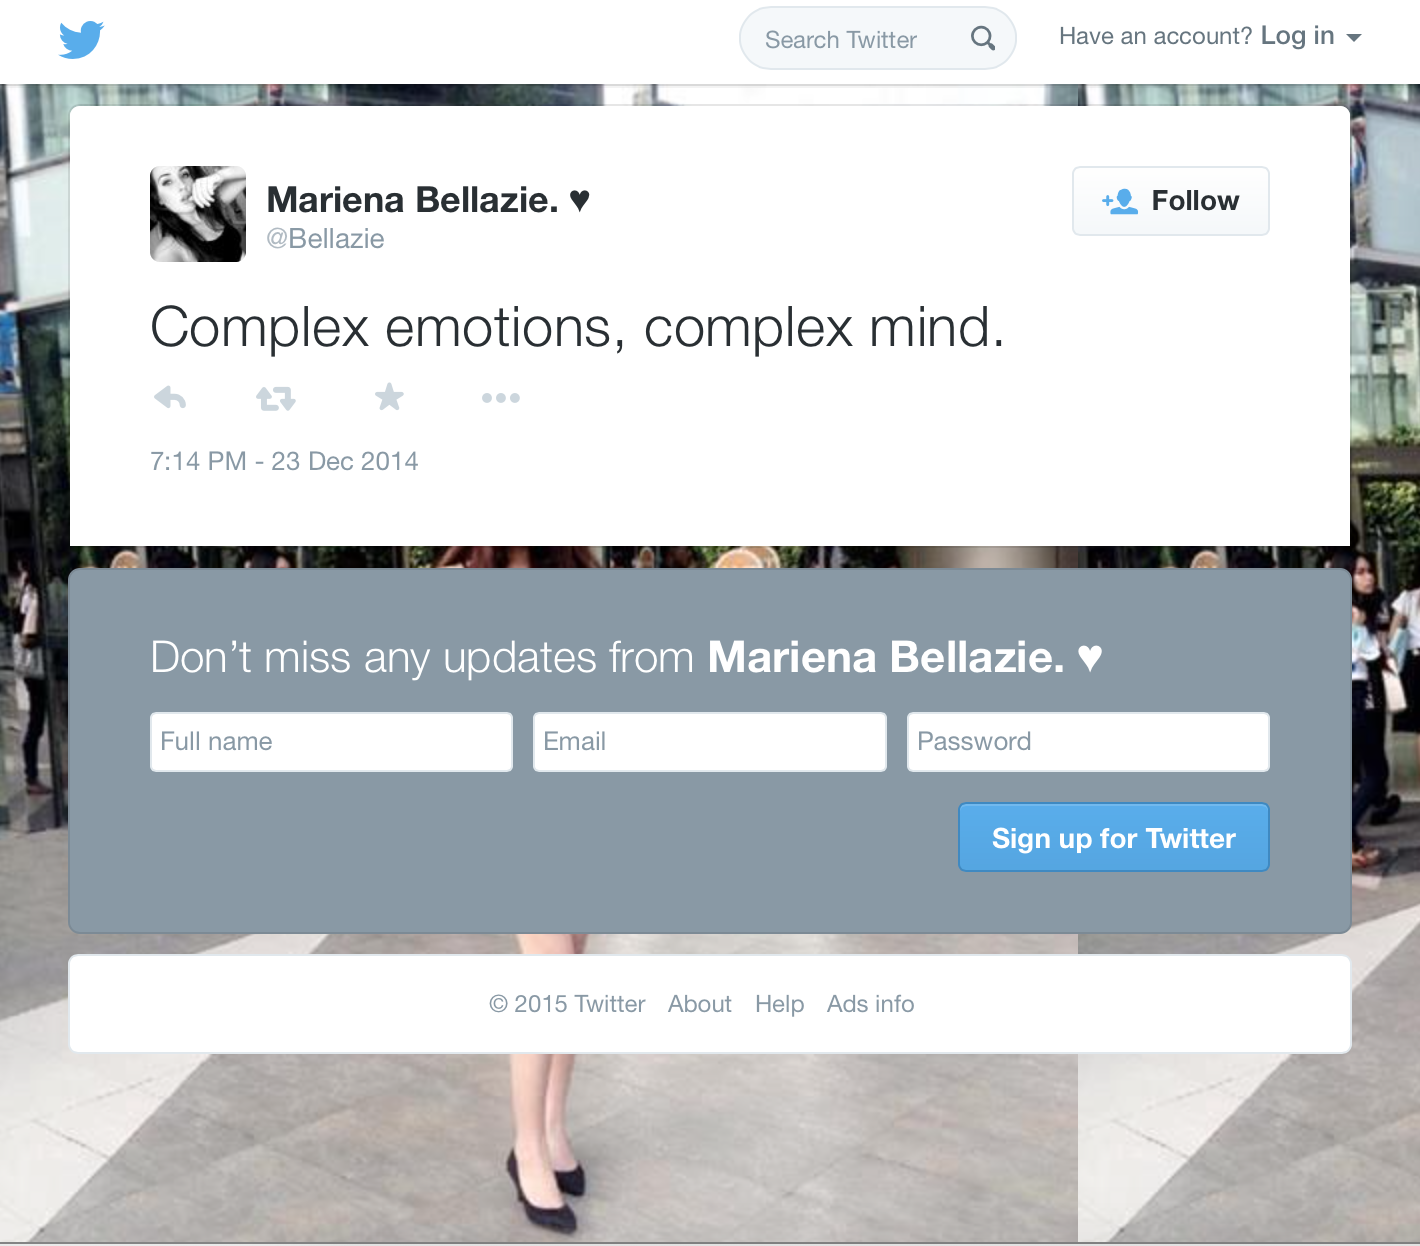 Search Twitter
Have an account? Log in
Mariena Bellazie. ♥
@Bellazie
Follow
Complex emotions, complex mind.
7:14 PM - 23 Dec 2014
Don’t miss any updates from Mariena Bellazie. ♥
Full name
Email
Password
Sign up for Twitter
© 2015 Twitter About Help Ads info